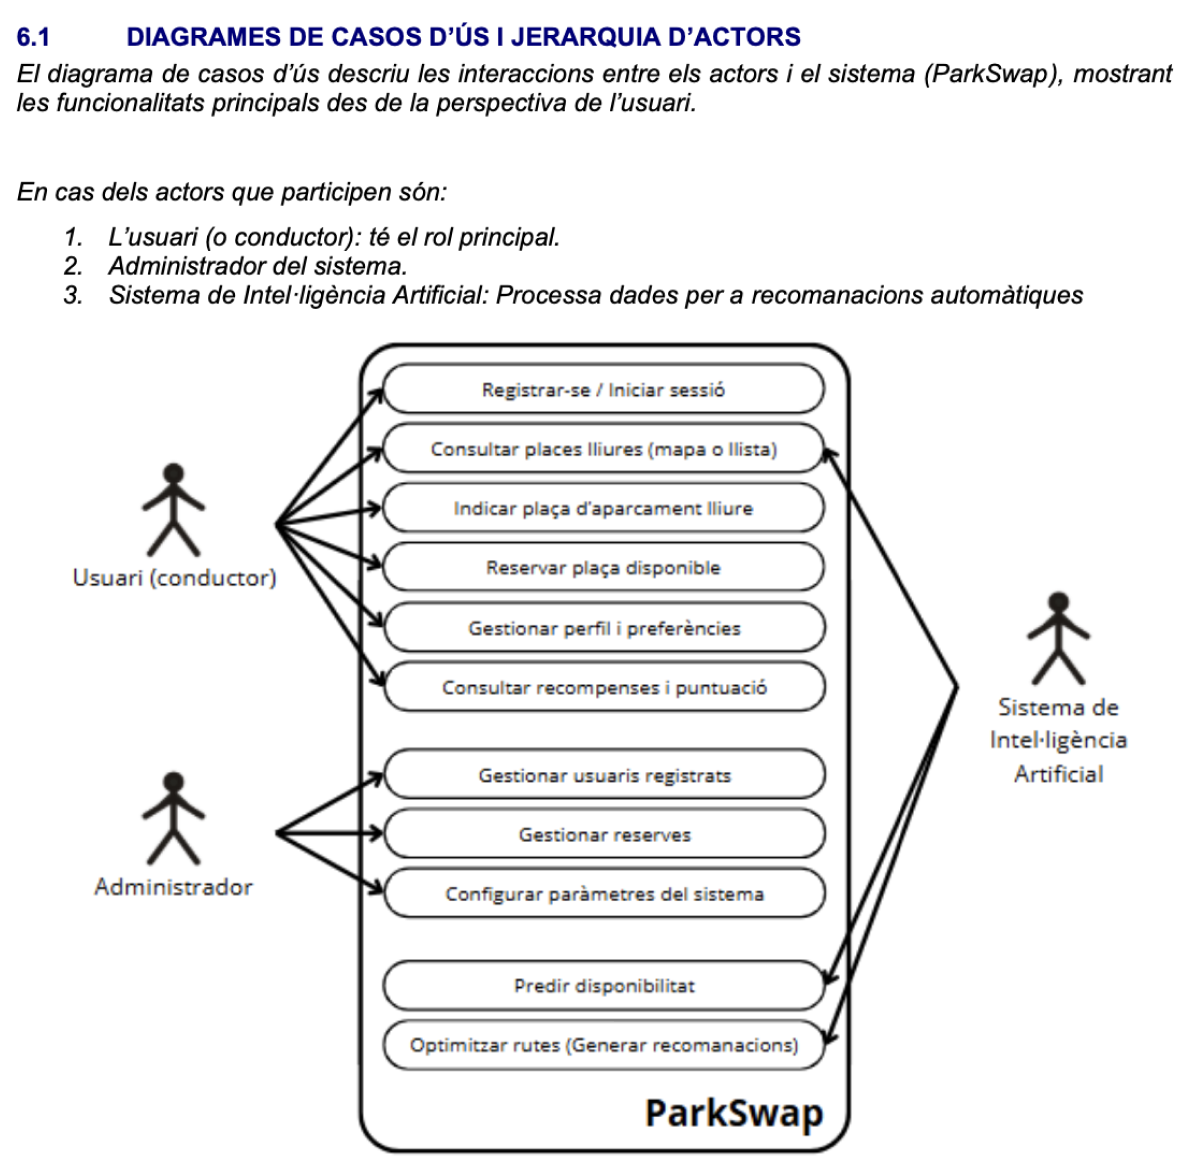 6.1 DIAGRAMES DE CASOS D’ÚS I JERARQUIA D’ACTORS
El diagrama de casos d’ús descriu les interaccions entre els actors i el sistema (ParkSwap), mostrant
les funcionalitats principals des de la perspectiva de l’usuari.
En cas dels actors que participen són:
1. L’usuari (o conductor): té el rol principal.
2. Administrador del sistema.
3. Sistema de Intel·ligència Artificial: Processa dades per a recomanacions automàtiques
Registrar-se / Iniciar sessió
Consultar places lliures (mapa o llista)
Indicar plaça d'aparcament lliure
Reservar plaça disponible
Gestionar perfil i preferències
Consultar recompenses i puntuació
Usuari (conductor)
Gestionar usuaris registrats
Gestionar reserves
Configurar paràmetres del sistema
Administrador
Predir disponibilitat
Optimitzar rutes (Generar recomanacions)
Sistema de
Intel·ligència
Artificial
ParkSwap